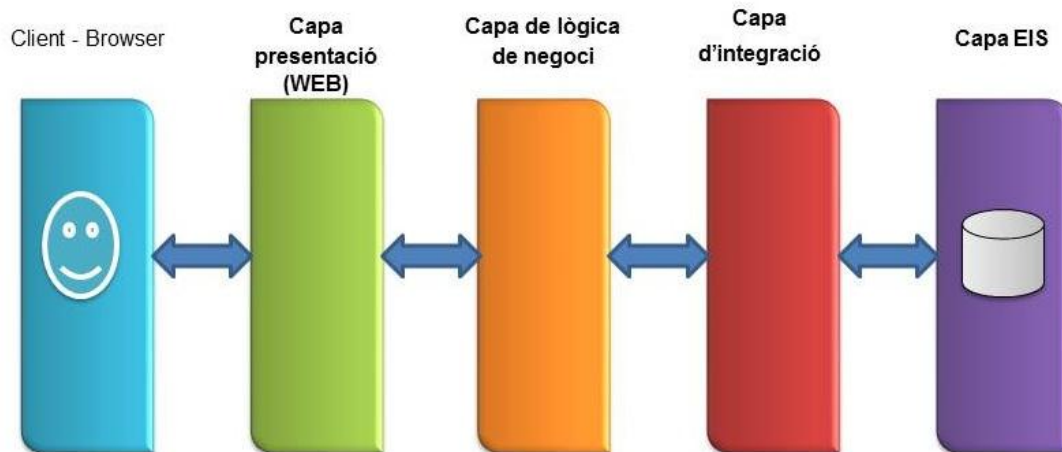 Client - Browser
Capa
presentació
(WEB)
Capa de lògica
de negoci
Capa
d'integració
Capa EIS